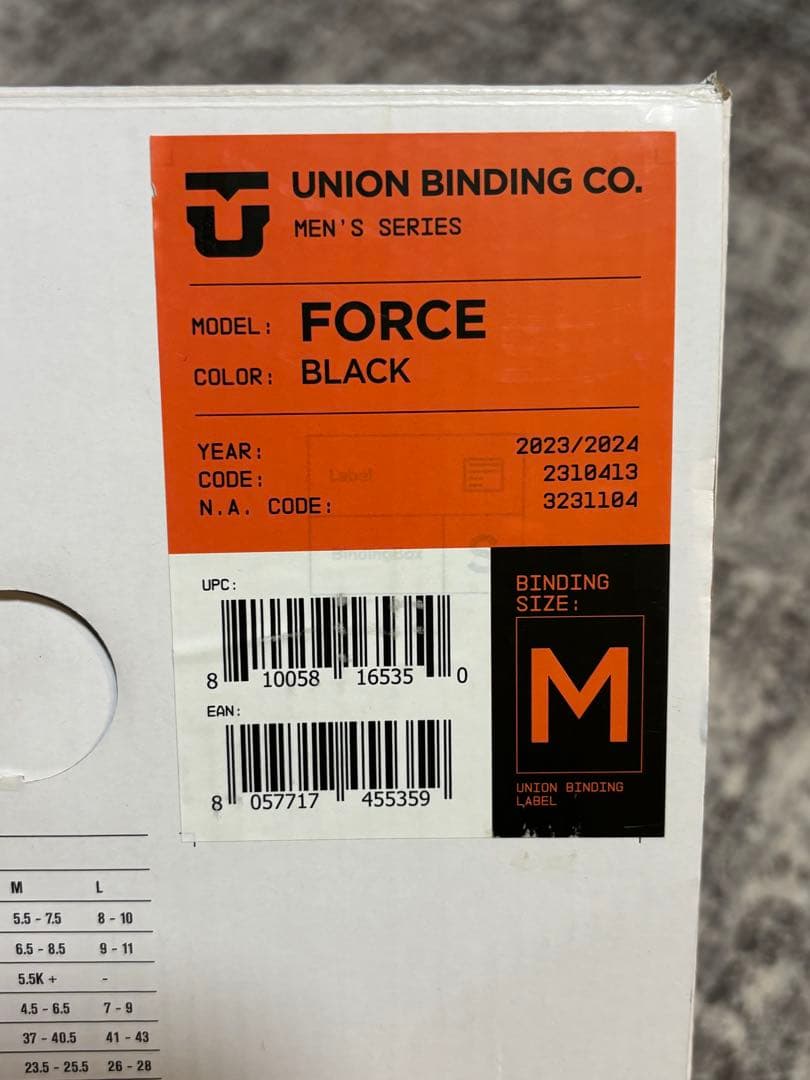 UNION BINDING CO.
MEN'S SERIES
MODEL: FORCE
COLOR: BLACK
YEAR: 2023/2024
CODE: 2310413
N.A. CODE: 3231104
Label
Binding Box S
UPC:
8 10058 16535 0
EAN:
8 057717 455359
BINDING
SIZE:
M
UNION BINDING
LABEL
M L
5.5 - 7.5 8 - 10
6.5 - 8.5 9 - 11
5.5K + -
4.5 - 6.5 7 - 9
37 - 40.5 41 - 43
23.5 - 25.5 26 - 28